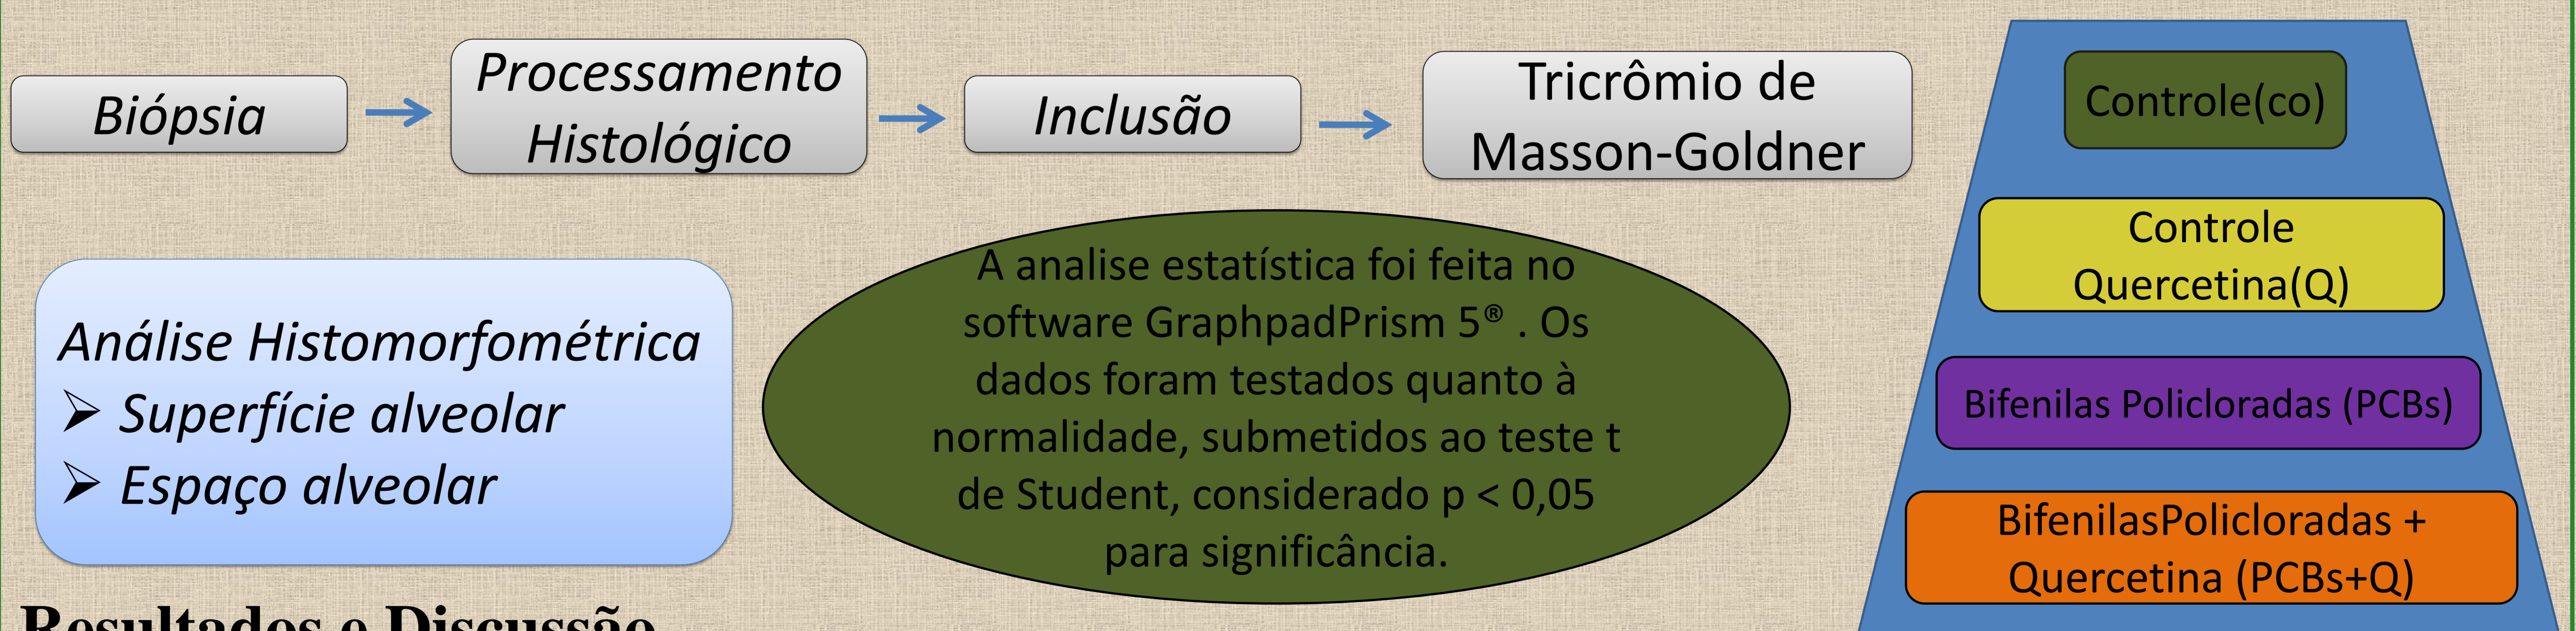 Biópsia
Processamento
Histológico
Inclusão
Tricrômio de
Masson-Goldner
Análise Histomorfométrica
➢ Superfície alveolar
➢ Espaço alveolar
A analise estatística foi feita no
software GraphpadPrism 5® . Os
dados foram testados quanto à
normalidade, submetidos ao teste t
de Student, considerado p < 0,05
para significância.
Controle(co)
Controle
Quercetina(Q)
Bifenilas Policloradas (PCBs)
BifenilasPolicloradas +
Quercetina (PCBs+Q)
Resultados e Discussão